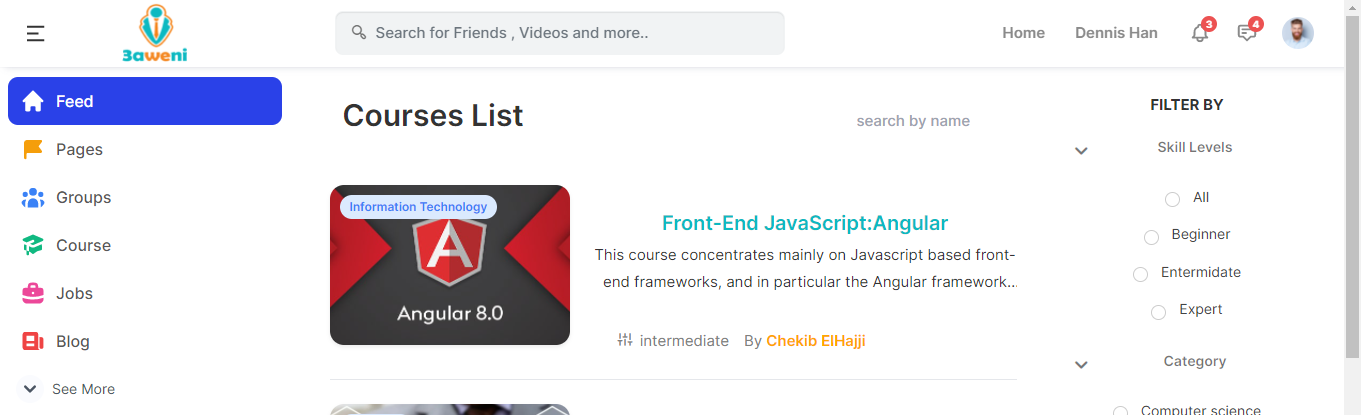 3aweni
Search for Friends , Videos and more..
Home
Dennis Han
3
4
Feed
Pages
Groups
Course
Jobs
Blog
See More
Courses List
search by name
Information Technology
Angular 8.0
Front-End JavaScript:Angular
This course concentrates mainly on Javascript based front-
end frameworks, and in particular the Angular framework...
intermediate By Chekib ElHajji
FILTER BY
Skill Levels
All
Beginner
Entermidate
Expert
Category
Computer science